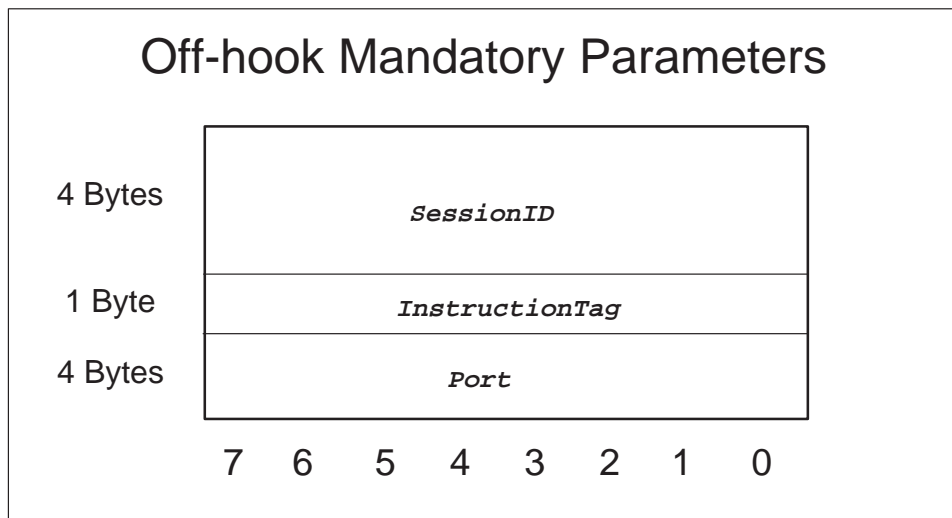 Off-hook Mandatory Parameters
4 Bytes
SessionID
1 Byte
InstructionTag
4 Bytes
Port
7 6 5 4 3 2 1 0